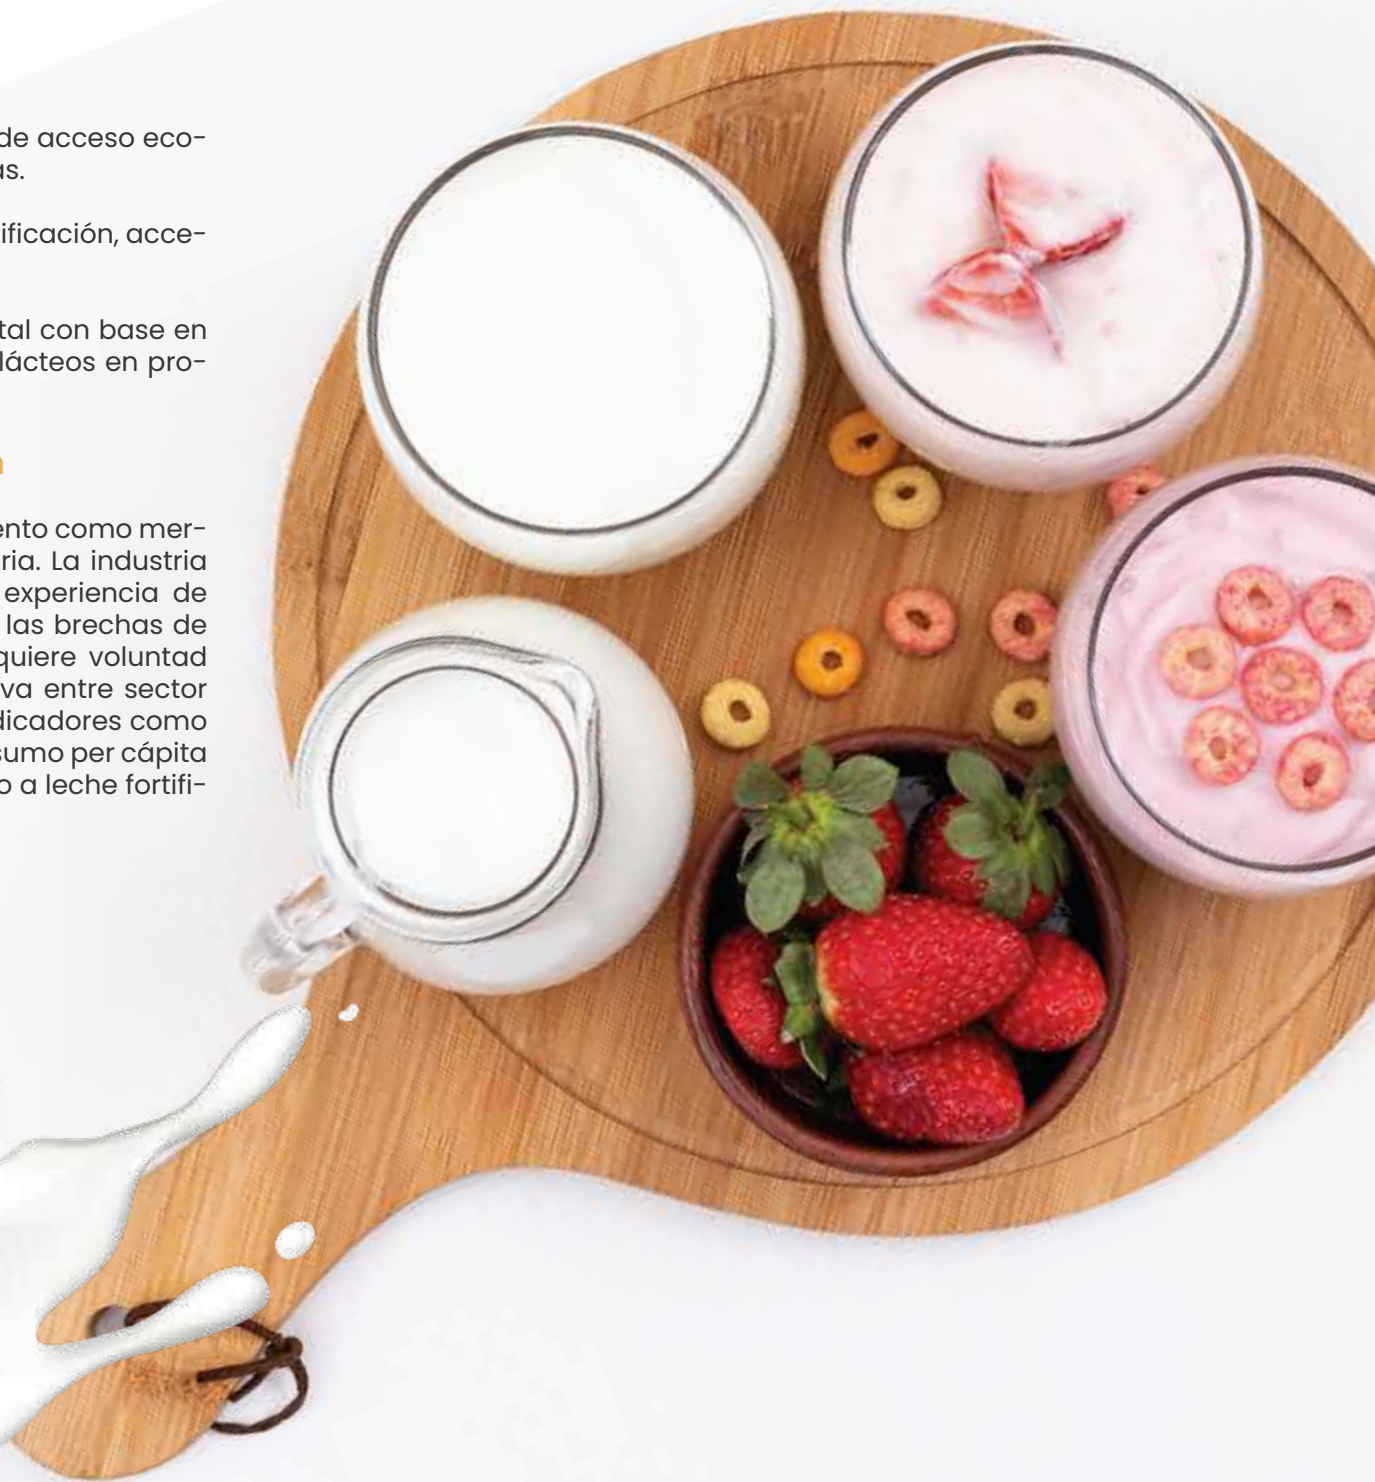 de acceso eco-
as.
ificación, acce-
tal con base en
lácteos en pro-
ento como mer-
ria. La industria
experiencia de
las brechas de
quiere voluntad
va entre sector
dicadores como
sumo per cápita
o a leche fortifi-